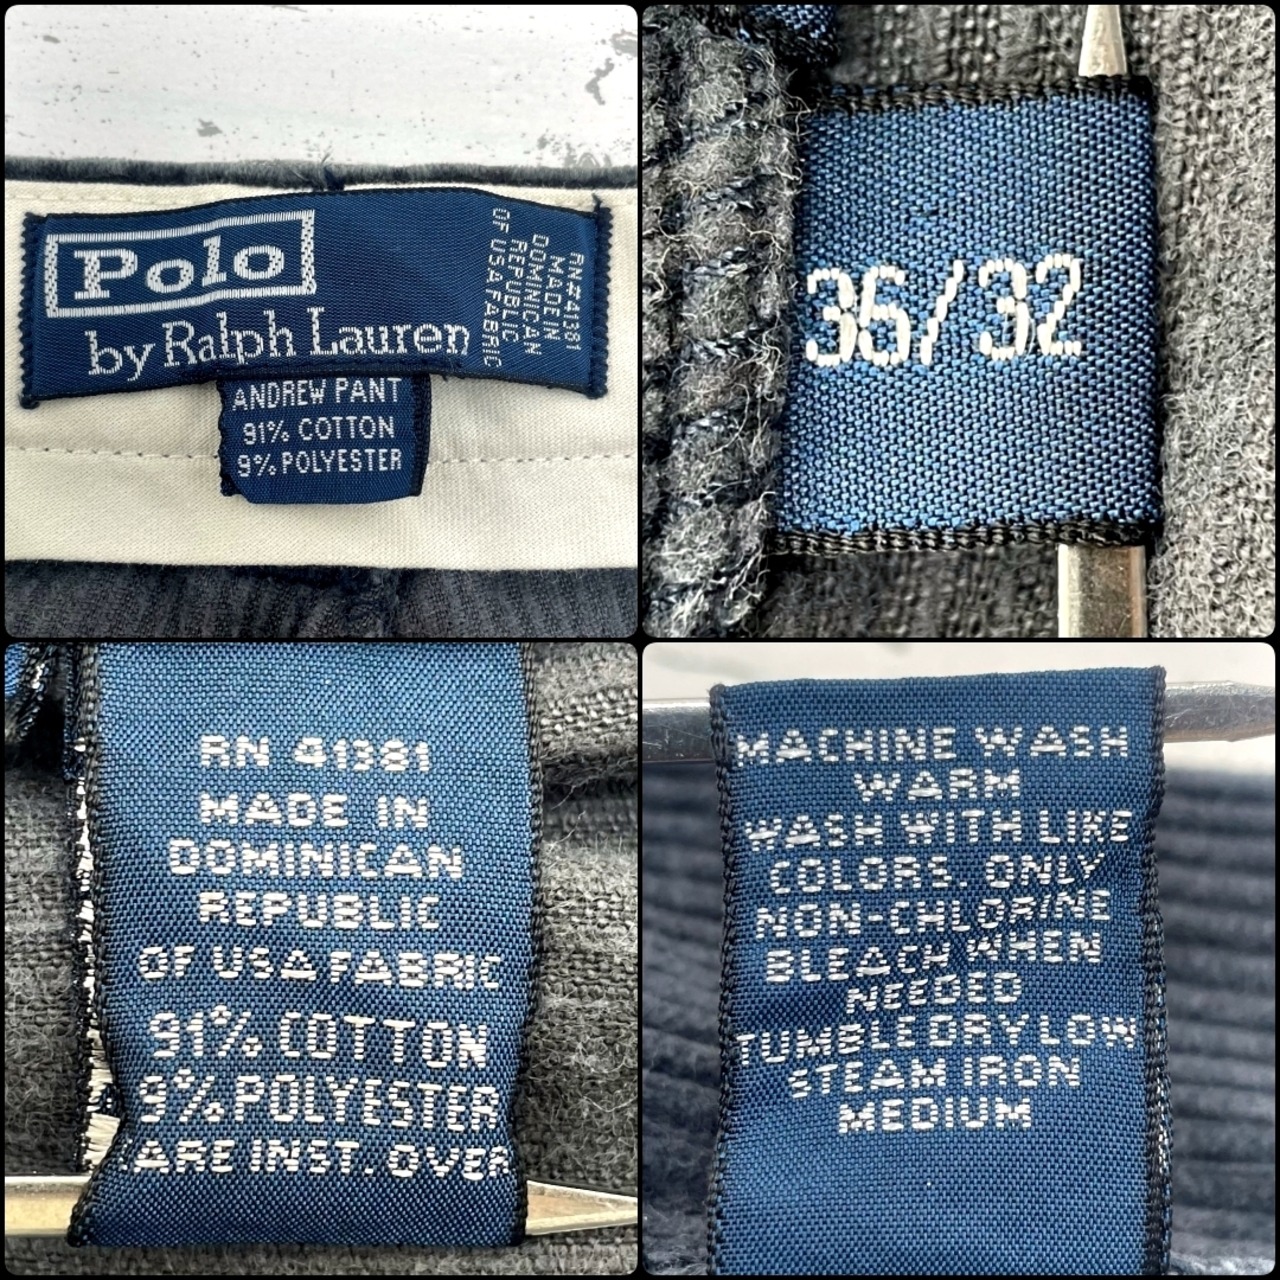 Polo
by Ralph Lauren
RN#41381
MADE IN
DOMINICAN
REPUBLIC
OF USA FABRIC
ANDREW PANT
91% COTTON
9% POLYESTER
36/32
RN 41381
MADE IN
DOMINICAN
REPUBLIC
OF USA FABRIC
91% COTTON
9% POLYESTER
CARE INST. OVER
MACHINE WASH
WARM
WASH WITH LIKE
COLORS. ONLY
NON-CHLORINE
BLEACH WHEN
NEEDED
TUMBLE DRY LOW
STEAM IRON
MEDIUM